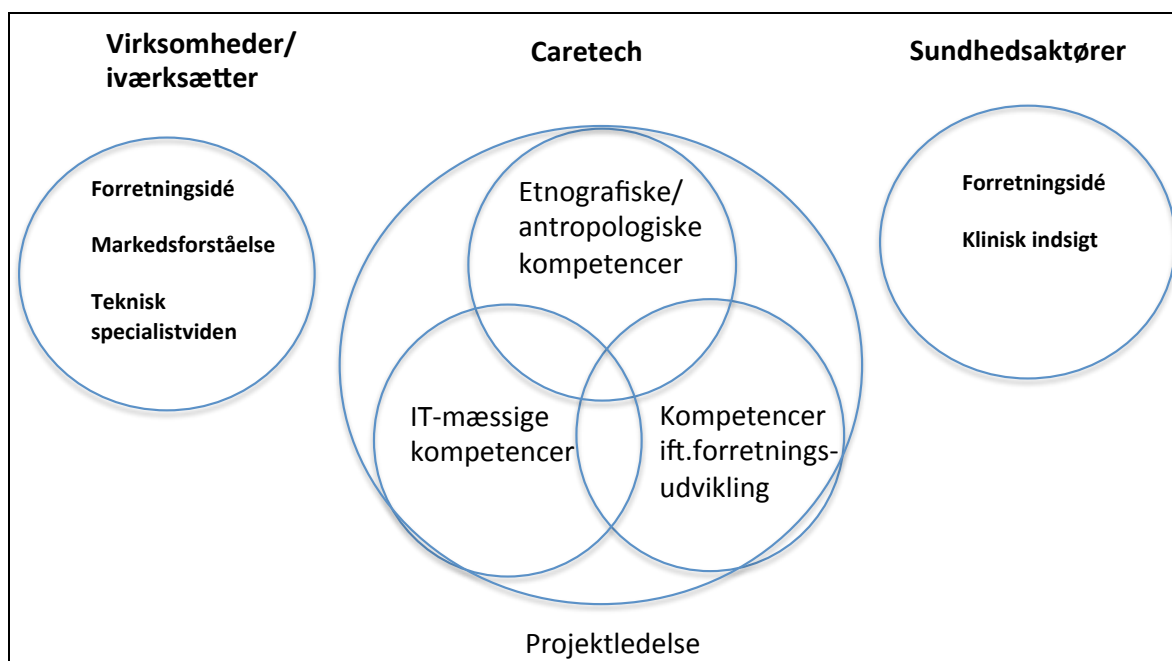 Virksomheder/
iværksætter
Forretningsidé
Markedsforståelse
Teknisk
specialistviden
Caretech
Etnografiske/
antropologiske
kompetencer
IT-mæssige
kompetencer
Kompetencer
ift.forretnings-
udvikling
Projektledelse
Sundhedsaktører
Forretningsidé
Klinisk indsigt